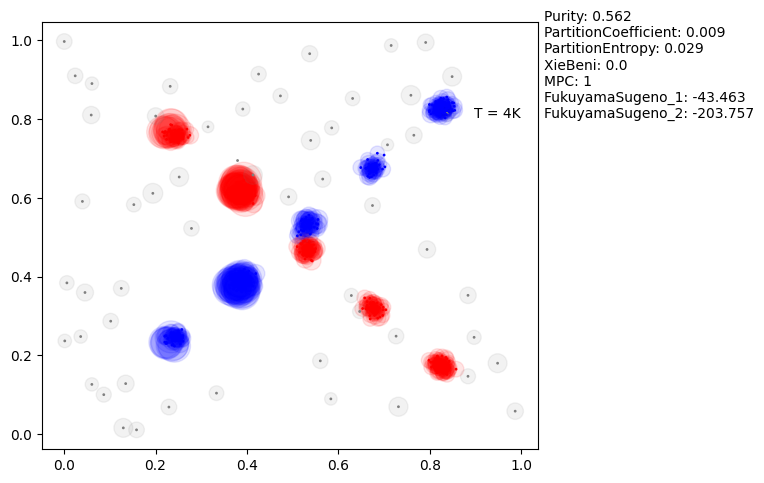 Purity: 0.562
PartitionCoefficient: 0.009
PartitionEntropy: 0.029
XieBeni: 0.0
MPC: 1
FukuyamaSugeno_1: -43.463
FukuyamaSugeno_2: -203.757
T = 4K
1.0
0.8
0.6
0.4
0.2
0.0
0.0 0.2 0.4 0.6 0.8 1.0